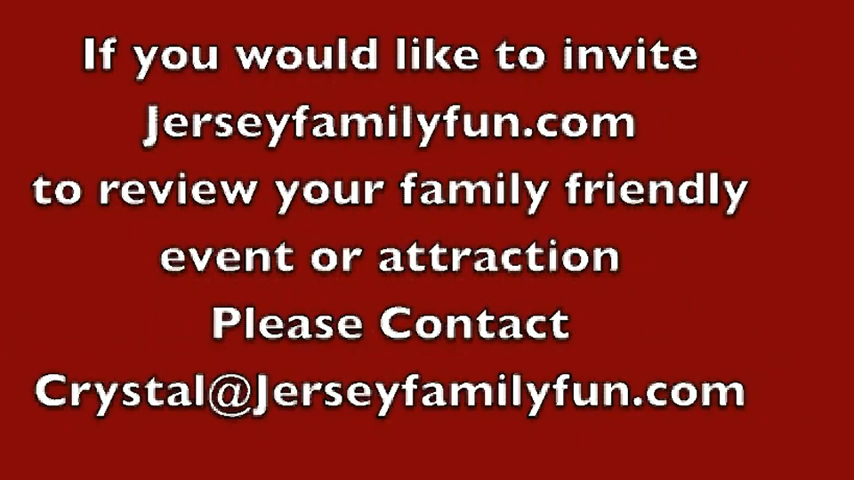 If you would like to invite
Jerseyfamilyfun.com
to review your family friendly
event or attraction
Please Contact
Crystal@Jerseyfamilyfun.com